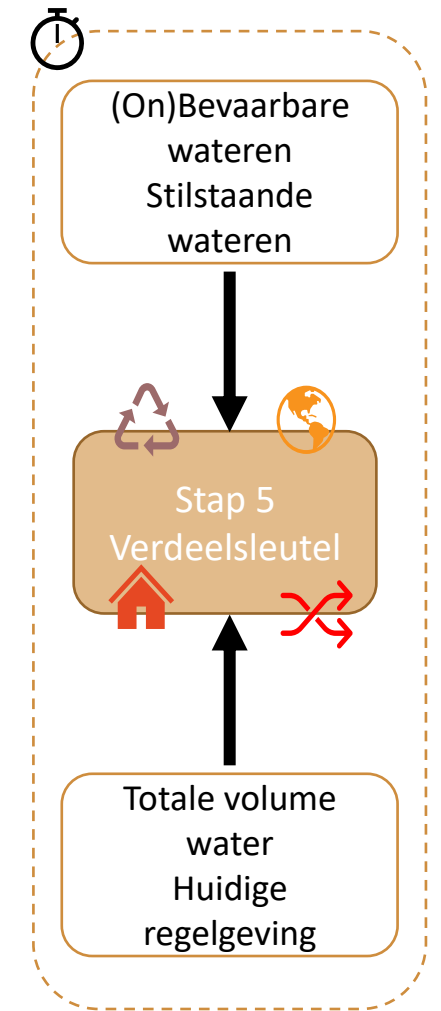 (On)Bevaarbare
wateren
Stilstaande
wateren
Stap 5
Verdeelsleutel
Totale volume
water
Huidige
regelgeving